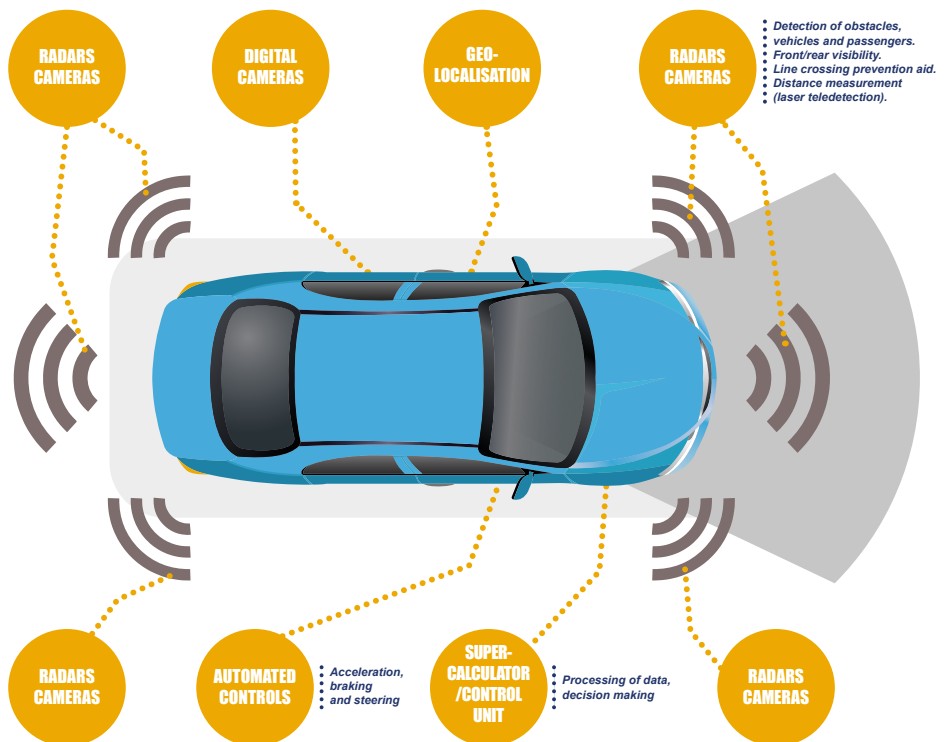 RADARS
CAMERAS
DIGITAL
CAMERAS
GEO-
LOCALISATION
RADARS
CAMERAS
Detection of obstacles,
vehicles and passengers.
Front/rear visibility.
Line crossing prevention aid.
Distance measurement
(laser teledetection).
RADARS
CAMERAS
AUTOMATED
CONTROLS
Acceleration,
braking
and steering
SUPER-
CALCULATOR
/CONTROL
UNIT
Processing of data,
decision making
RADARS
CAMERAS